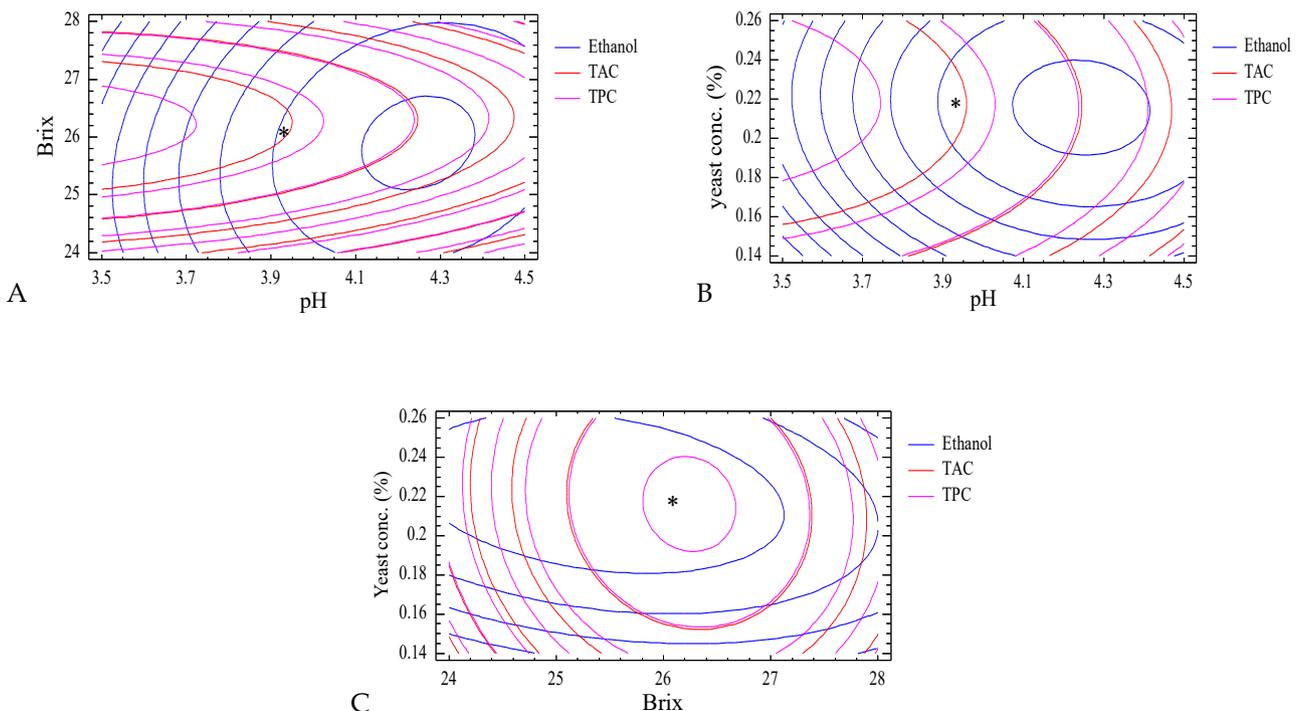 28
27
26
25
24
Brix
*
3.5 3.7 3.9 4.1 4.3 4.5
pH
A
Ethanol
TAC
TPC
0.26
0.24
0.22
0.2
0.18
0.16
0.14
yeast conc. (%)
*
3.5 3.7 3.9 4.1 4.3 4.5
pH
B
Ethanol
TAC
TPC
0.26
0.24
0.22
0.2
0.18
0.16
0.14
Yeast conc. (%)
*
24 25 26 27 28
Brix
C
Ethanol
TAC
TPC